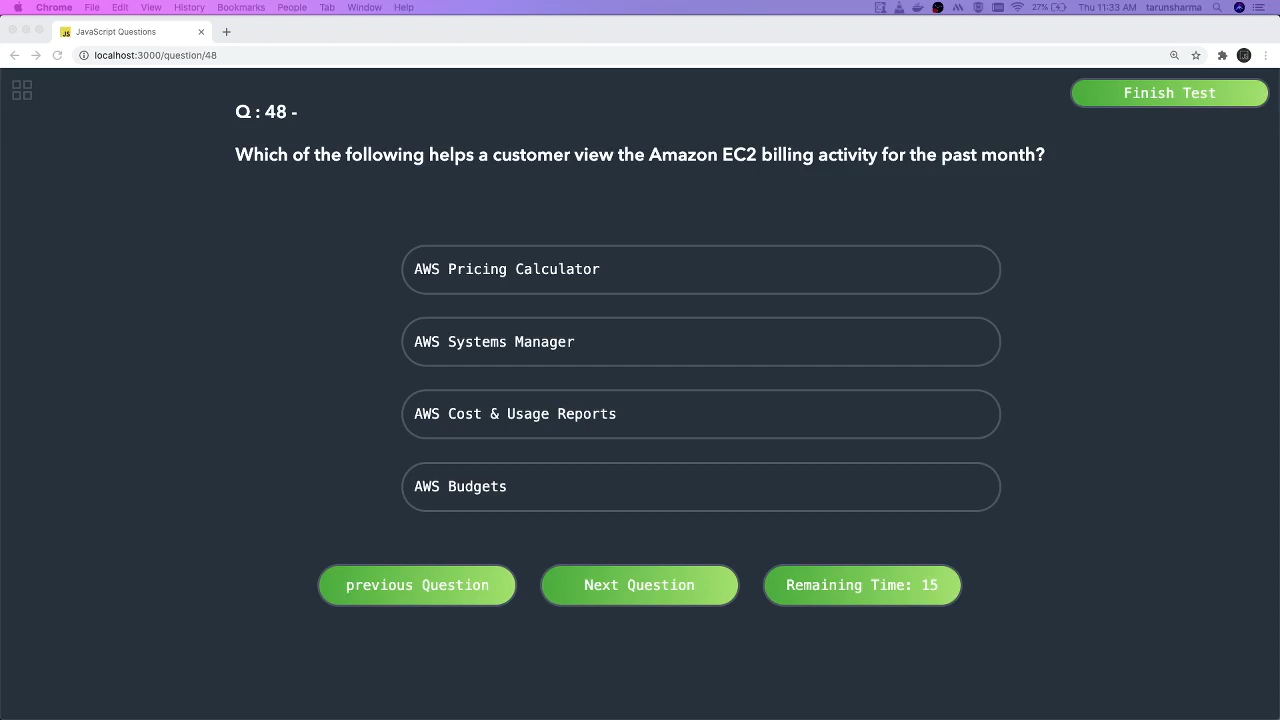 Chrome File Edit View History Bookmarks People Tab Window Help 27% Thu 11:33 AM tarunsharma
JS JavaScript Questions
localhost:3000/question/48
Finish Test
Q : 48 -
Which of the following helps a customer view the Amazon EC2 billing activity for the past month?
AWS Pricing Calculator
AWS Systems Manager
AWS Cost & Usage Reports
AWS Budgets
previous Question Next Question Remaining Time: 15